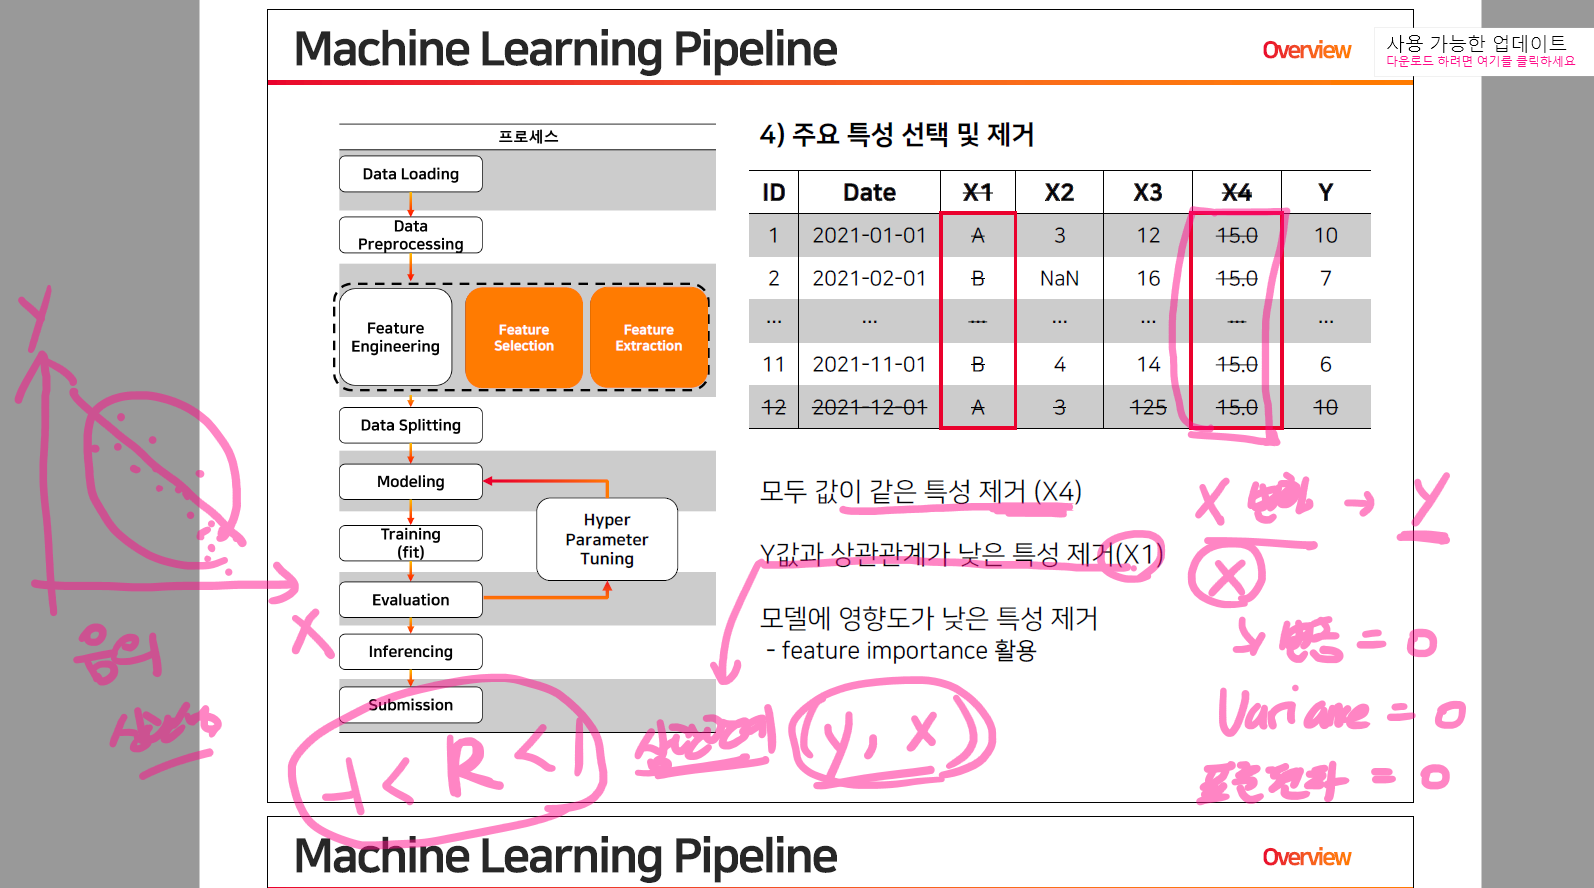 Machine Learning Pipeline
Overview
사용 가능한 업데이트
다운로드 하려면 여기를 클릭하세요
프로세스
Data Loading
Data
Preprocessing
Feature
Engineering
Feature
Selection
Feature
Extraction
Data Splitting
Modeling
Training
(fit)
Hyper
Parameter
Tuning
Evaluation
Inferencing
Submission
4) 주요 특성 선택 및 제거
ID Date X1 X2 X3 X4 Y
1 2021-01-01 A 3 12 15.0 10
2 2021-02-01 B NaN 16 15.0 7
... ... ... ... ... ... ...
11 2021-11-01 B 4 14 15.0 6
12 2021-12-01 A 3 125 15.0 10
모두 값이 같은 특성 제거 (X4)
Y값과 상관관계가 낮은 특성 제거(X1)
모델에 영향도가 낮은 특성 제거
- feature importance 활용
Y
X
음의
X 변화 → Y
X
→ 변동 = 0
Variance = 0
표준편차 = 0
-1 < R < 1
상관관계 (y, x)
Machine Learning Pipeline
Overview